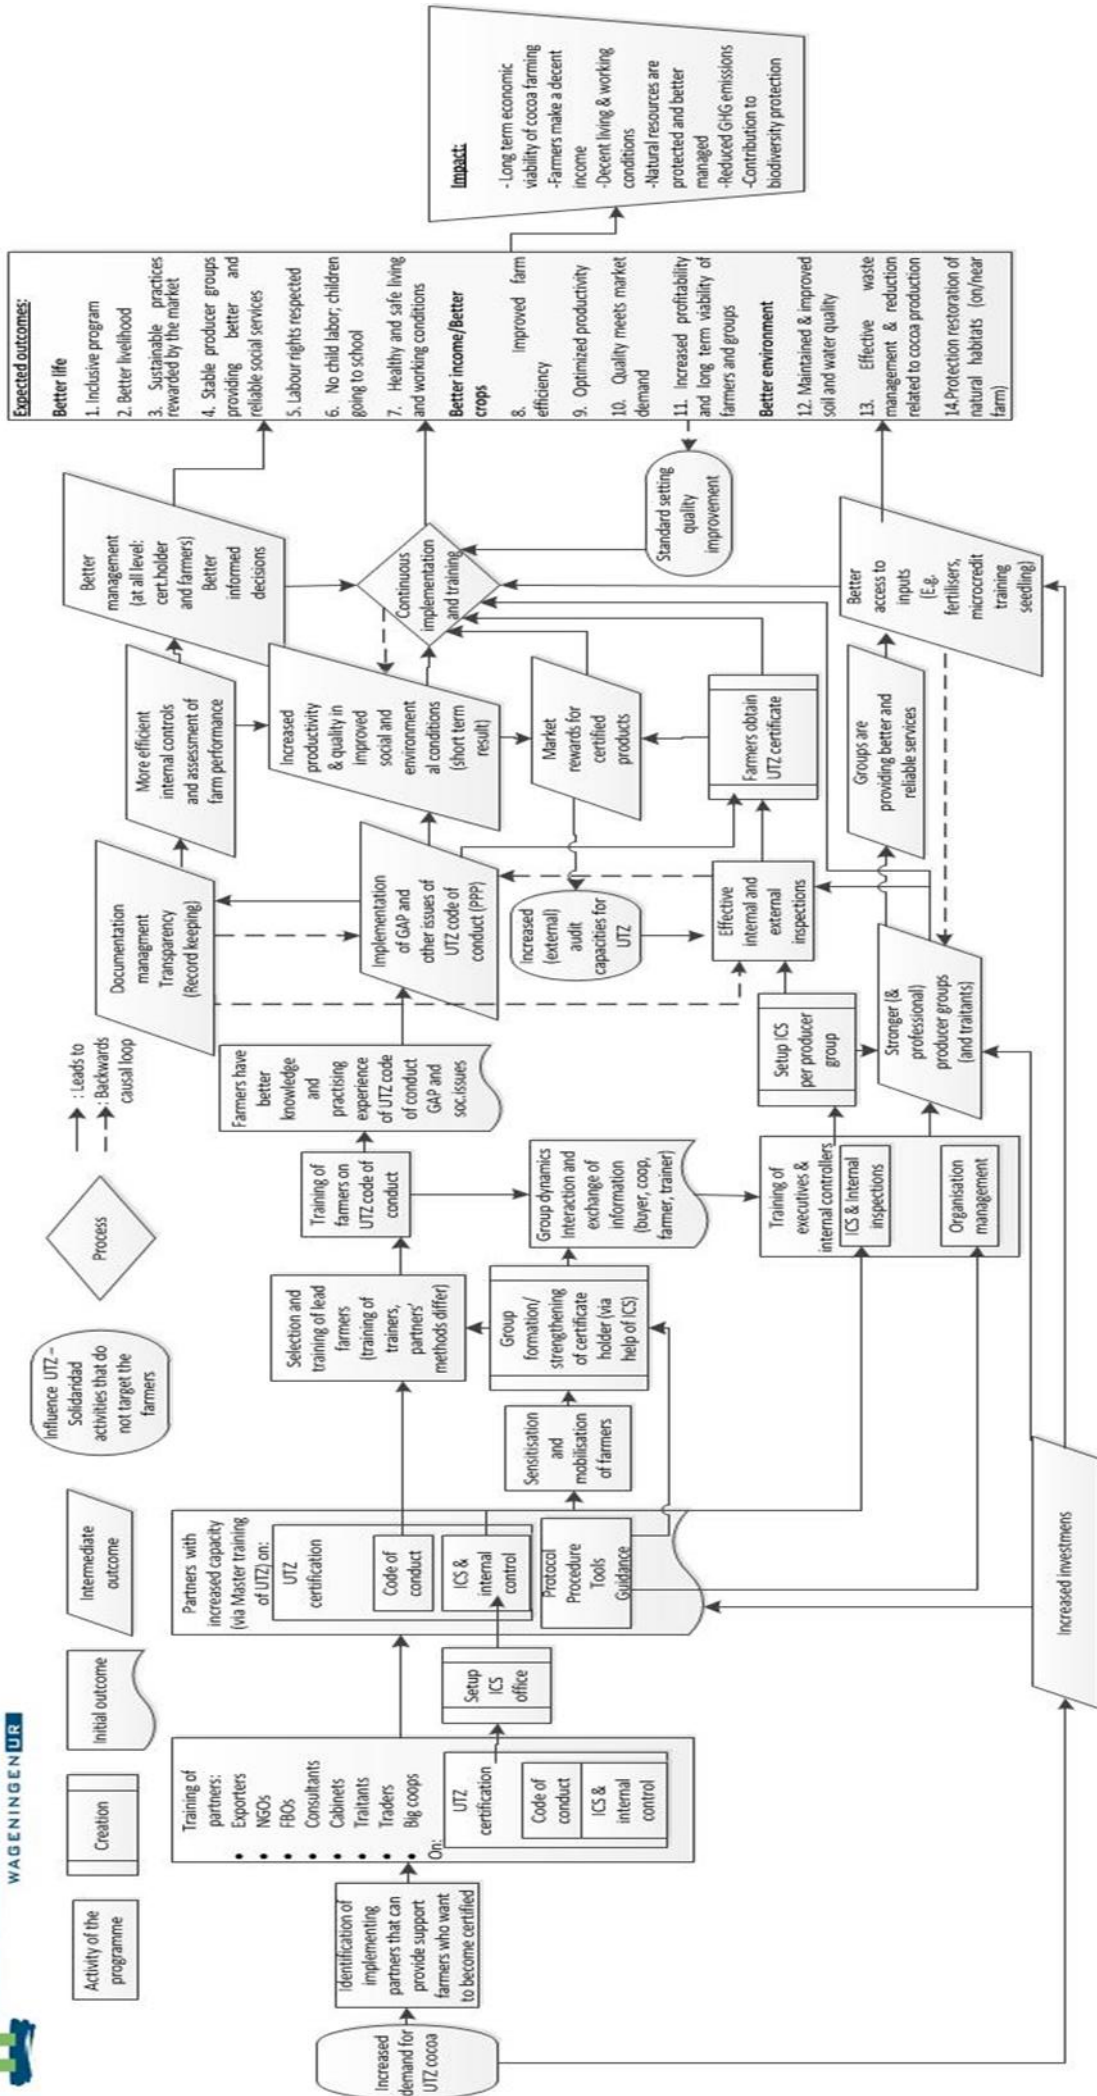 WAGENINGEN UR
Activity of the
programme
Creation
Initial outcome
Intermediate
outcome
Influence UTZ –
Solidaridad
activities that do
not target the
farmers
Process
: Leads to
: Backwards
causal loop
Increased
demand for
UTZ cocoa
Identification of
implementing
partners that can
provide support
farmers who want
to become certified
Training of
partners:
• Exporters
• NGOs
• FBOs
• Consultants
• Cabinets
• Traitants
• Traders
• Big coops
On:
UTZ
certification
Code of
conduct
ICS &
internal
control
Setup
ICS
office
Partners with
increased capacity
(via Master training
of UTZ) on:
UTZ
certification
Code of
conduct
ICS &
internal
control
Protocol
Procedure
Tools
Guidance
Sensitisation
and
mobilisation
of farmers
Selection and
training of lead
farmers
(training of
trainers,
partners'
methods differ)
Group
formation/
strengthening
of certificate
holder (via
help of ICS)
Training of
farmers on
UTZ code of
conduct
Group dynamics
Interaction and
exchange of
information
(buyer, coop,
farmer, trainer)
Training of
executives &
internal controllers
ICS & Internal
inspections
Organisation
management
Farmers have
better
knowledge
and
practising
experience
of UTZ code
of conduct
GAP and
soc.issues
Setup ICS
per producer
group
Stronger (&
professional)
producer groups
(and traitants)
Documentation
managment
Transparency
(Record keeping)
Implementation
of GAP and
other issues of
UTZ code of
conduct (PPP)
Increased
(external)
audit
capacities for
UTZ
Effective
internal and
external
inspections
More efficient
internal controls
and assessment of
farm performance
Increased
productivity
& quality in
improved
social and
environment
al conditions
(short term
result)
Market
rewards for
certified
products
Farmers obtain
UTZ certificate
Groups are
providing better and
reliable services
Better
management
(at all level:
cert.holder
and farmers)
Better
informed
decisions
Continuous
implementation
and training
Standard setting
quality
improvement
Better
access to
inputs
(E.g.
fertilisers,
microcredit
training
seedling)
Increased investmens
Expected outcomes:
Better life
1. Inclusive program
2. Better livelihood
3. Sustainable practices
rewarded by the market
4. Stable producer groups
providing better and
reliable social services
5. Labour rights respected
6. No child labor; children
going to school
7. Healthy and safe living
and working conditions
Better income/Better
crops
8. Improved farm
efficiency
9. Optimized productivity
10. Quality meets market
demand
11. Increased profitability
and long term viability of
farmers and groups
Better environment
12. Maintained & improved
soil and water quality
13. Effective waste
management & reduction
related to cocoa production
14.Protection restoration of
natural habitats (on/near
farm)
Impact:
- Long term economic
viability of cocoa farming
-Farmers make a decent
income
-Decent living & working
conditions
-Natural resources are
protected and better
managed
-Reduced GHG emissions
-Contribution to
biodiversity protection